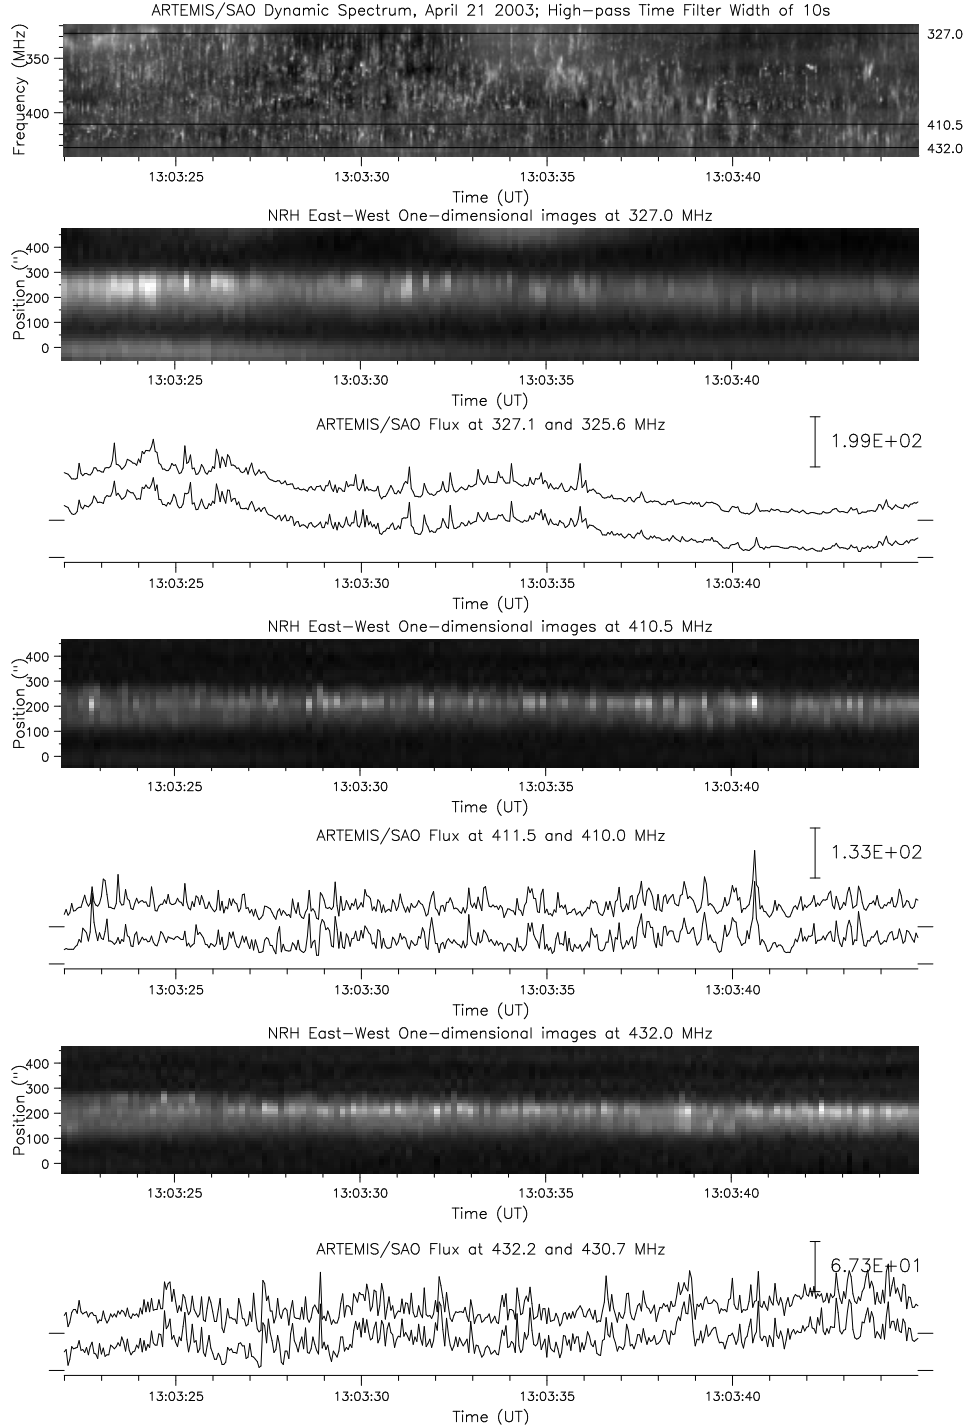 ARTEMIS/SAO Dynamic Spectrum, April 21 2003; High-pass Time Filter Width of 10s
Frequency (MHz)
350
400
327.0
410.5
432.0
13:03:25 13:03:30 13:03:35 13:03:40
Time (UT)
NRH East-West One-dimensional images at 327.0 MHz
Position ('')
400
300
200
100
0
13:03:25 13:03:30 13:03:35 13:03:40
Time (UT)
ARTEMIS/SAO Flux at 327.1 and 325.6 MHz
1.99E+02
13:03:25 13:03:30 13:03:35 13:03:40
Time (UT)
NRH East-West One-dimensional images at 410.5 MHz
Position ('')
400
300
200
100
0
13:03:25 13:03:30 13:03:35 13:03:40
Time (UT)
ARTEMIS/SAO Flux at 411.5 and 410.0 MHz
1.33E+02
13:03:25 13:03:30 13:03:35 13:03:40
Time (UT)
NRH East-West One-dimensional images at 432.0 MHz
Position ('')
400
300
200
100
0
13:03:25 13:03:30 13:03:35 13:03:40
Time (UT)
ARTEMIS/SAO Flux at 432.2 and 430.7 MHz
6.73E+01
13:03:25 13:03:30 13:03:35 13:03:40
Time (UT)